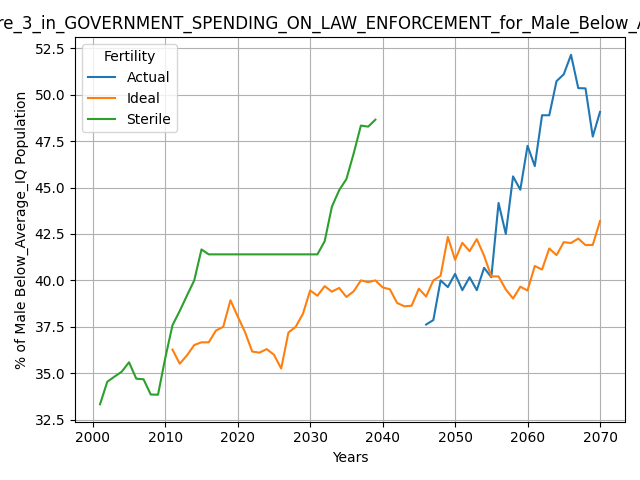 re_3_in_GOVERNMENT_SPENDING_ON_LAW_ENFORCEMENT_for_Male_Below_A
Fertility
Actual
Ideal
Sterile
% of Male Below_Average_IQ Population
52.5
50.0
47.5
45.0
42.5
40.0
37.5
35.0
32.5
2000 2010 2020 2030 2040 2050 2060 2070
Years